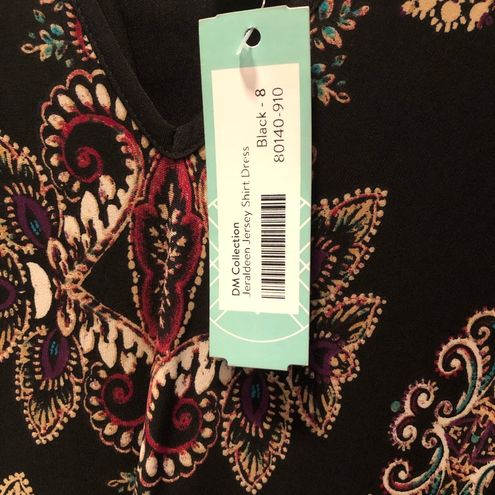 DM Collection
Jeraldeen Jersey Shirt Dress
Black - 8
80140-910